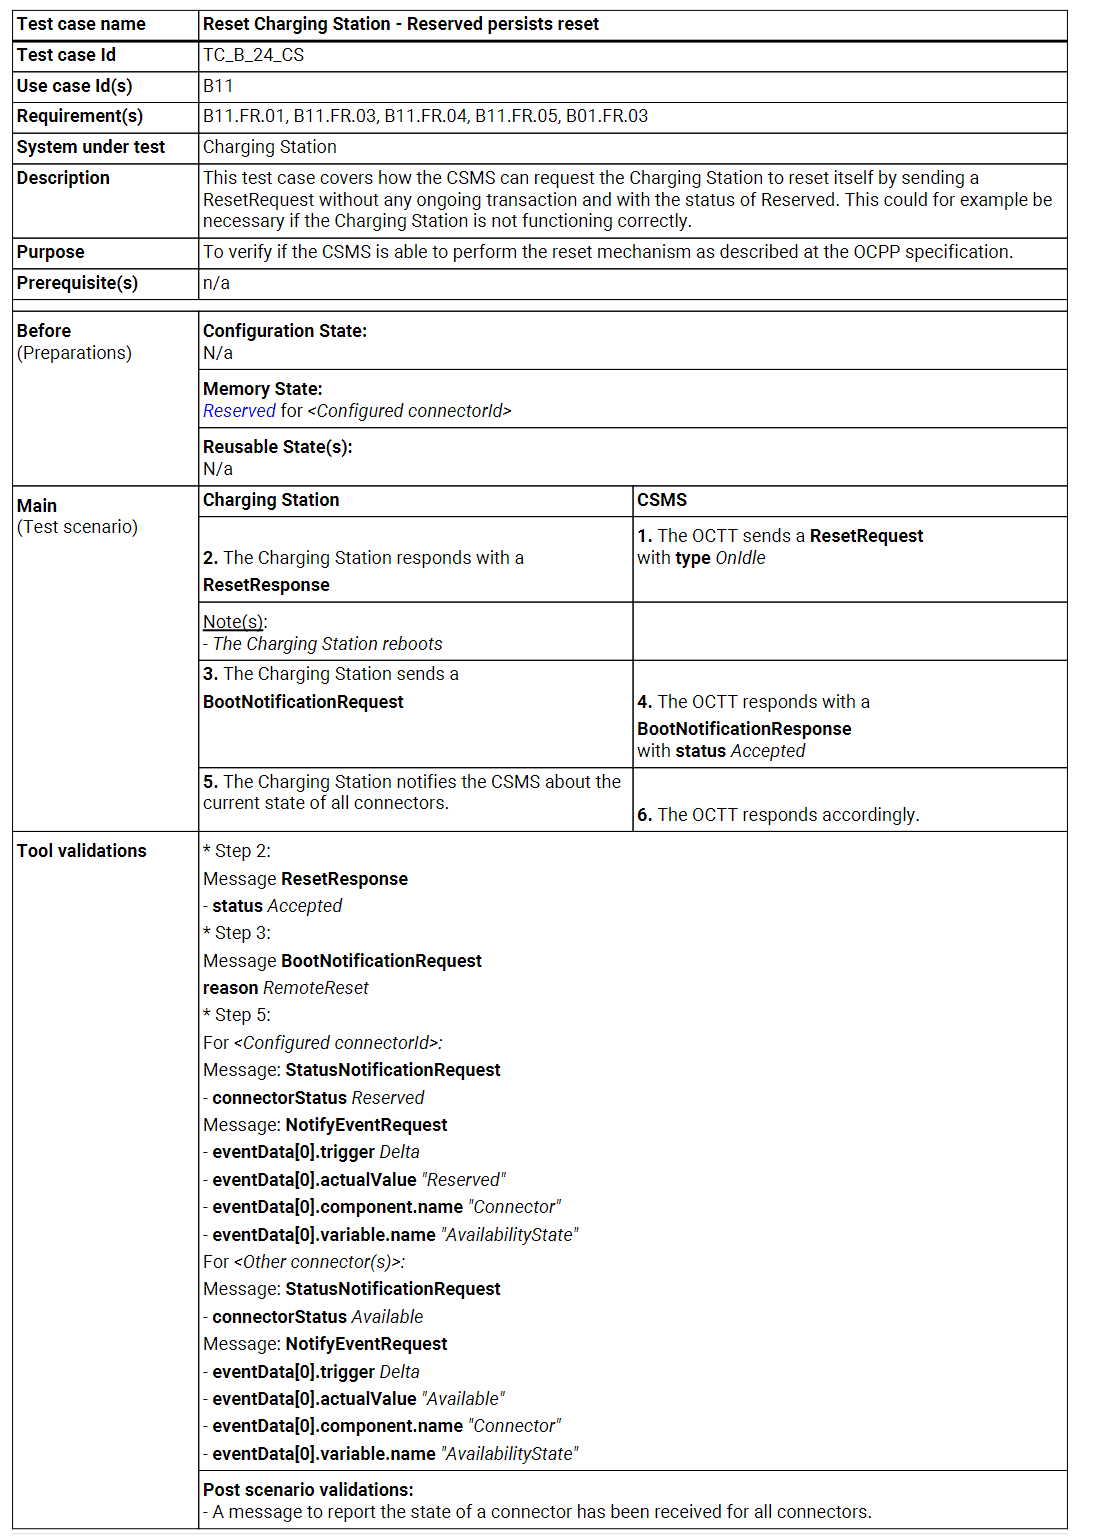 Test case name Reset Charging Station - Reserved persists reset
Test case Id TC_B_24_CS
Use case Id(s) B11
Requirement(s) B11.FR.01, B11.FR.03, B11.FR.04, B11.FR.05, B01.FR.03
System under test Charging Station
Description This test case covers how the CSMS can request the Charging Station to reset itself by sending a
ResetRequest without any ongoing transaction and with the status of Reserved. This could for example be
necessary if the Charging Station is not functioning correctly.
Purpose To verify if the CSMS is able to perform the reset mechanism as described at the OCPP specification.
Prerequisite(s) n/a
Before
(Preparations)
Configuration State:
N/a
Memory State:
Reserved for <Configured connectorId>
Reusable State(s):
N/a
Main
(Test scenario)
Charging Station
CSMS
1. The OCTT sends a ResetRequest
with type OnIdle
2. The Charging Station responds with a
ResetResponse
Note(s):
- The Charging Station reboots
3. The Charging Station sends a
BootNotificationRequest
4. The OCTT responds with a
BootNotificationResponse
with status Accepted
5. The Charging Station notifies the CSMS about the
current state of all connectors.
6. The OCTT responds accordingly.
Tool validations
* Step 2:
Message ResetResponse
- status Accepted
* Step 3:
Message BootNotificationRequest
reason RemoteReset
* Step 5:
For <Configured connectorId>:
Message: StatusNotificationRequest
- connectorStatus Reserved
Message: NotifyEventRequest
- eventData[0].trigger Delta
- eventData[0].actualValue "Reserved"
- eventData[0].component.name "Connector"
- eventData[0].variable.name "AvailabilityState"
For <Other connector(s)>:
Message: StatusNotificationRequest
- connectorStatus Available
Message: NotifyEventRequest
- eventData[0].trigger Delta
- eventData[0].actualValue "Available"
- eventData[0].component.name "Connector"
- eventData[0].variable.name "AvailabilityState"
Post scenario validations:
- A message to report the state of a connector has been received for all connectors.